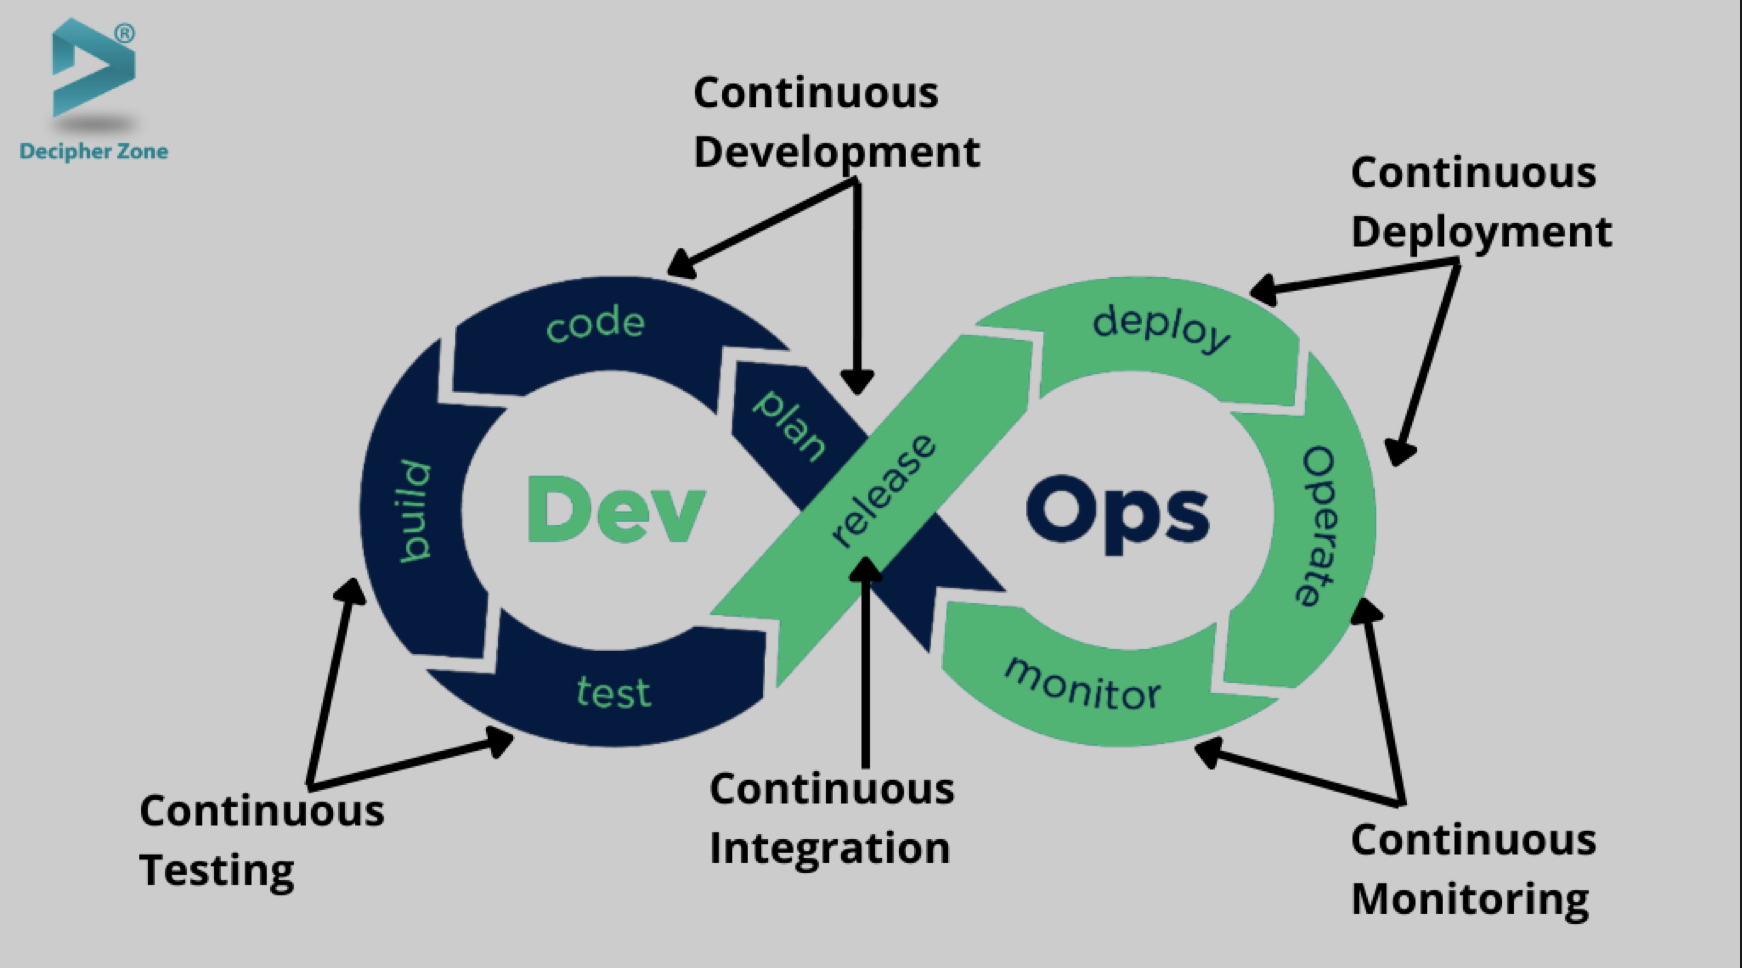 ®
Decipher Zone
Continuous
Development
Continuous
Deployment
code
plan
build
test
Dev
release
deploy
Operate
monitor
Ops
Continuous
Testing
Continuous
Integration
Continuous
Monitoring